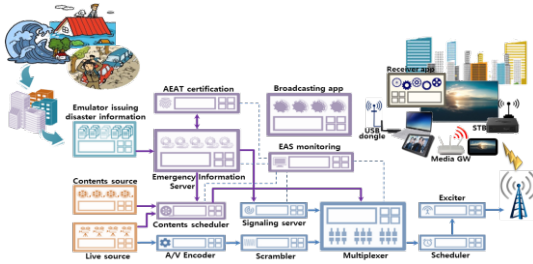 Receiver app
AEAT certification
Broadcasting app
Emulator issuing
disaster information
USB
dongle
STB
EAS monitoring
Media GW
Emergency Information
Server
Contents source
Exciter
Contents scheduler
Signaling server
Live source
A/V Encoder
Scrambler
Multiplexer
Scheduler